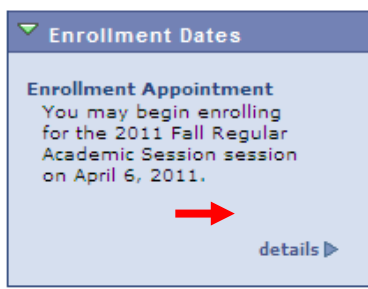 Enrollment Dates
Enrollment Appointment
You may begin enrolling
for the 2011 Fall Regular
Academic Session session
on April 6, 2011.
details